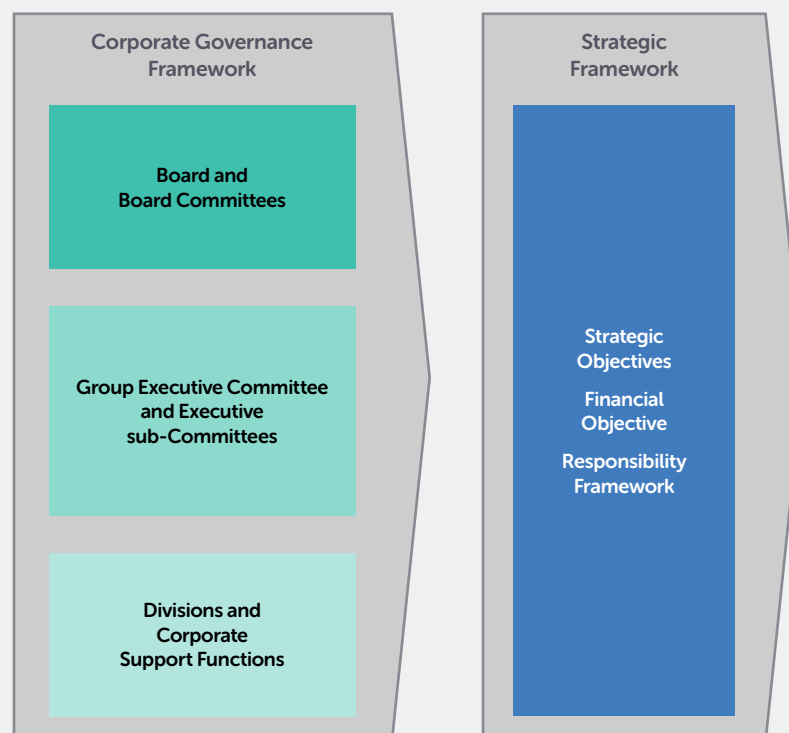 Corporate Governance
Framework
Board and
Board Committees
Group Executive Committee
and Executive
sub-Committees
Divisions and
Corporate
Support Functions
Strategic
Framework
Strategic
Objectives
Financial
Objective
Responsibility
Framework